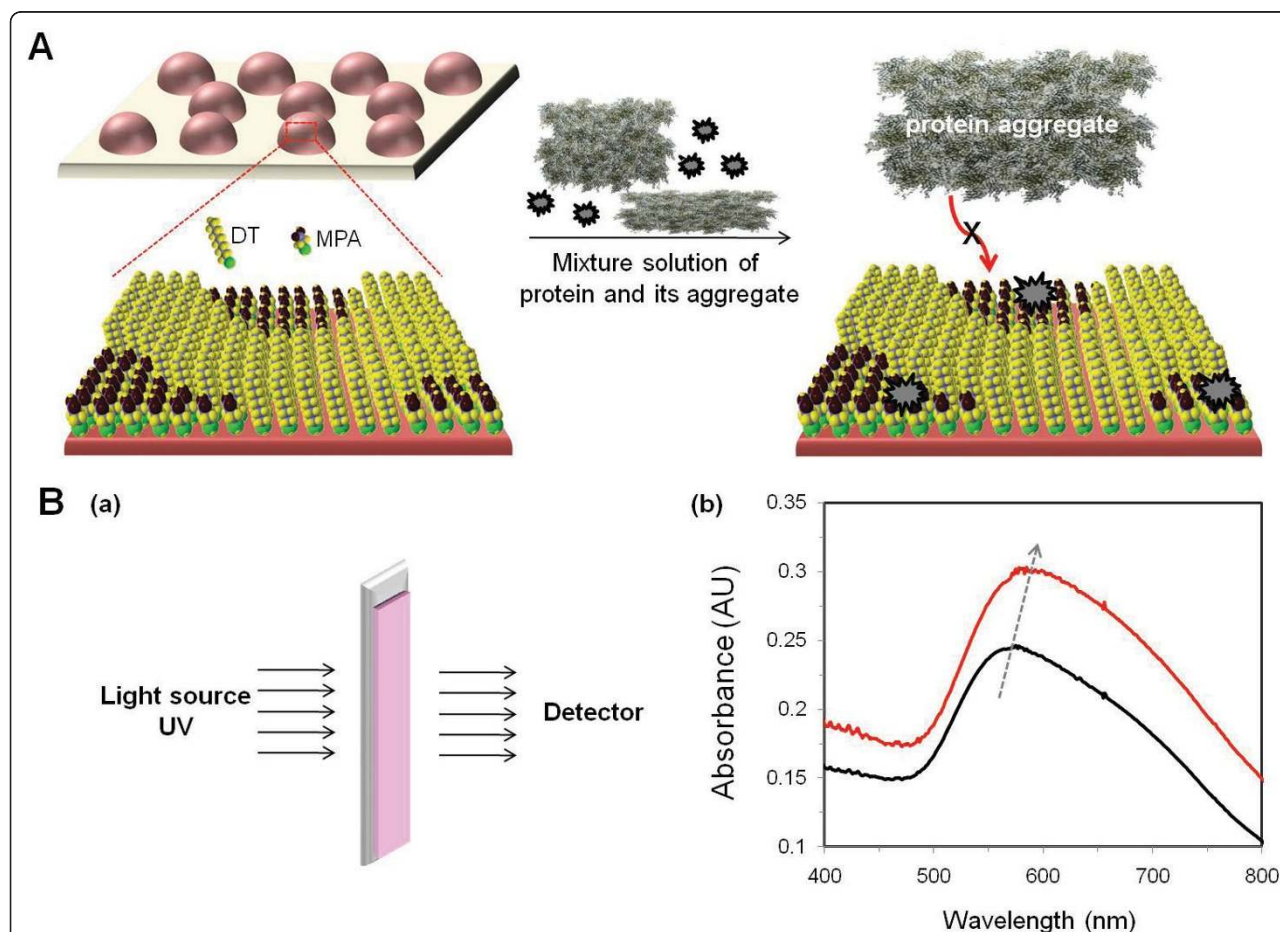 A
DT
MPA
Mixture solution of
protein and its aggregate
protein aggregate
X
B
(a)
Light source
UV
Detector
(b)
Absorbance (AU)
0.35
0.3
0.25
0.2
0.15
0.1
400 500 600 700 800
Wavelength (nm)